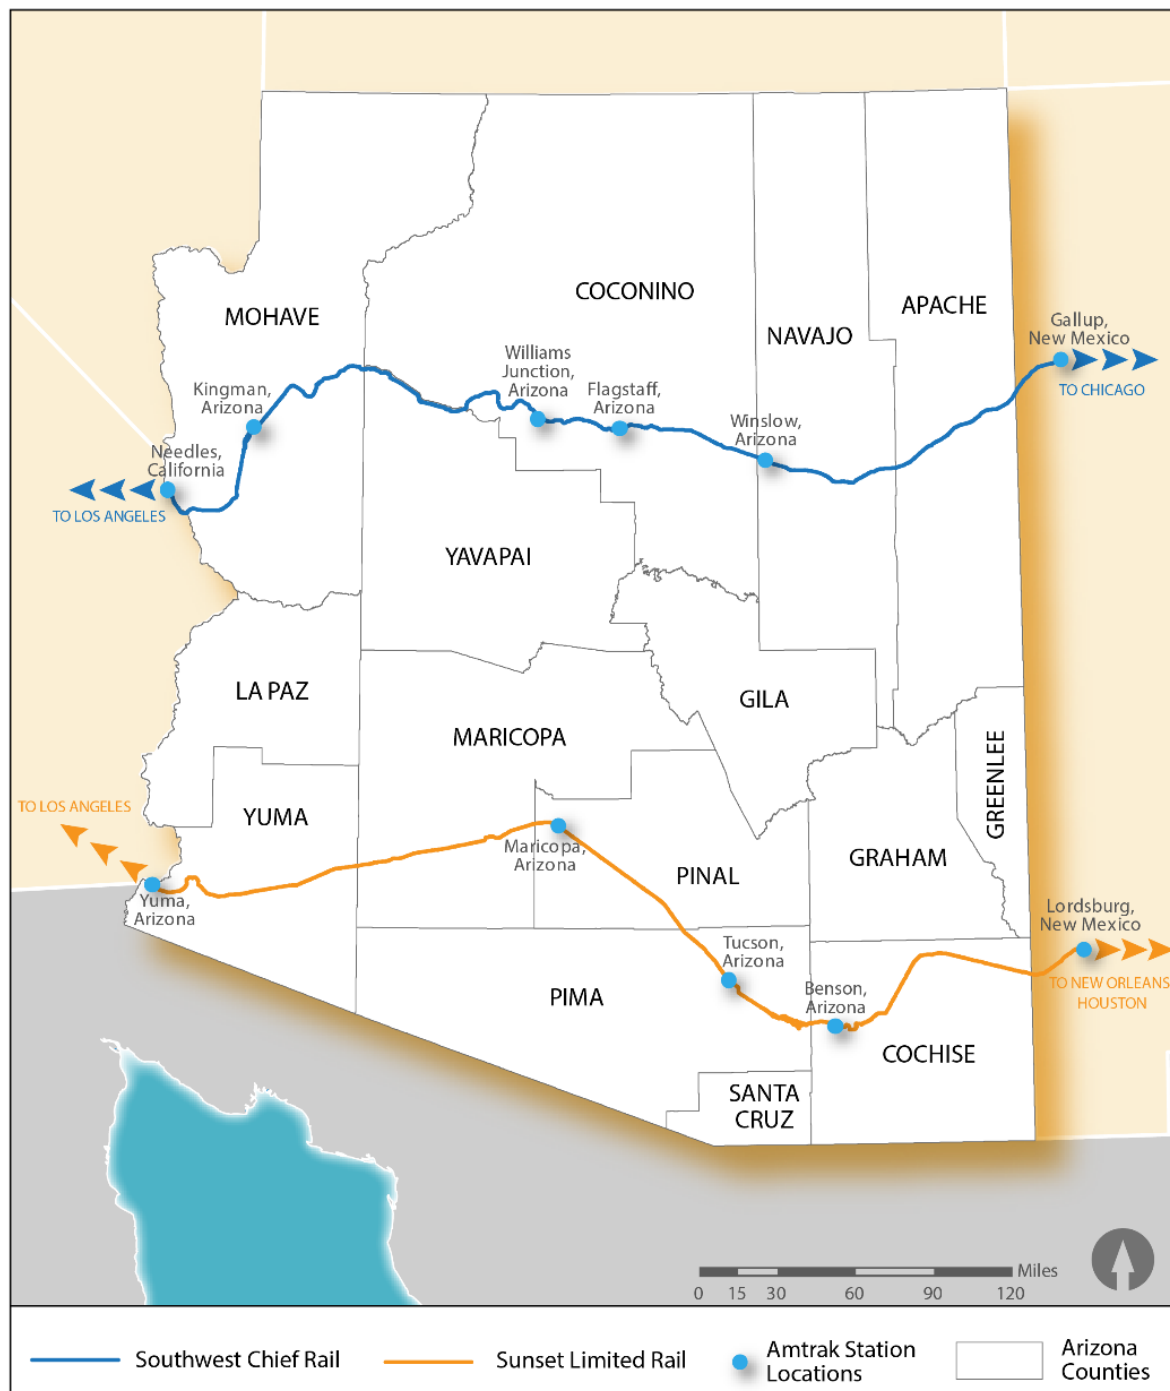 COCONINO
APACHE
MOHAVE
NAVAJO
Gallup,
New Mexico
TO CHICAGO
Williams
Junction,
Arizona
Kingman,
Arizona
Flagstaff,
Arizona
Winslow,
Arizona
Needles,
California
TO LOS ANGELES
YAVAPAI
LA PAZ
GILA
MARICOPA
GREENLEE
TO LOS ANGELES
YUMA
Maricopa,
Arizona
GRAHAM
PINAL
Yuma,
Arizona
Lordsburg,
New Mexico
Tucson,
Arizona
TO NEW ORLEANS
HOUSTON
Benson,
Arizona
PIMA
COCHISE
SANTA
CRUZ
Miles
0 15 30 60 90 120
Southwest Chief Rail
Sunset Limited Rail
Amtrak Station
Locations
Arizona
Counties